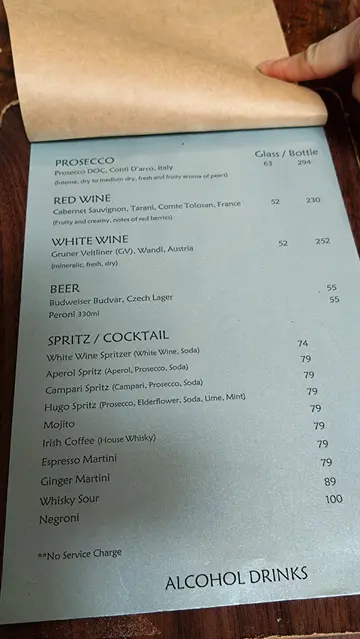 PROSECCO Glass / Bottle
Prosecco DOC, Conti D'arco, Italy 63 294
(Intense, dry to medium dry, fresh and fruity aroma of pears)
RED WINE
Cabernet Sauvignon, Tarani, Comte Tolosan, France 52 230
(Fruity and creamy, notes of red berries)
WHITE WINE
Gruner Veltliner (GV), Wandl, Austria 52 252
(mineralic, fresh, dry)
BEER
Budweiser Budvar, Czech Lager 55
Peroni 330ml 55
SPRITZ / COCKTAIL
White Wine Spritzer (White Wine, Soda) 74
Aperol Spritz (Aperol, Prosecco, Soda) 79
Campari Spritz (Campari, Prosecco, Soda) 79
Hugo Spritz (Prosecco, Elderflower, Soda, Lime, Mint) 79
Mojito 79
Irish Coffee (House Whisky) 79
Espresso Martini 79
Ginger Martini 79
Whisky Sour 89
Negroni 100
**No Service Charge
ALCOHOL DRINKS